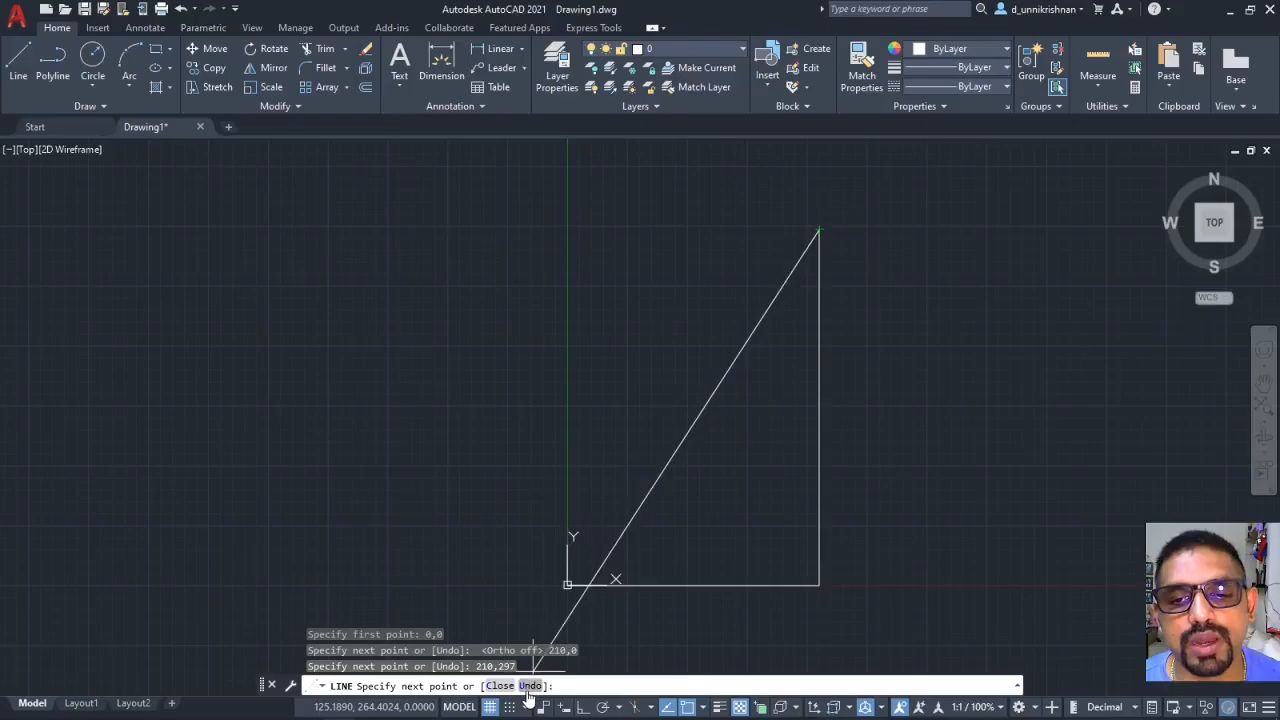 Autodesk AutoCAD 2021 Drawing1.dwg
Type a keyword or phrase
d_unnikrishnan
Home Insert Annotate Parametric View Manage Output Add-ins Collaborate Express Tools Featured Apps
Line Polyline Circle Arc
Move Rotate Trim
Copy Mirror Fillet
Stretch Scale Array
Text Dimension
Linear
Leader
Table
Layer Properties
0
Make Current
Match Layer
Insert
Create
Edit
Match Properties
ByLayer
ByLayer
ByLayer
Group
Measure
Paste
Base
Draw Modify Annotation Layers Block Properties Groups Utilities Clipboard View
Start Drawing1*
[−][Top][2D Wireframe]
N
W TOP E
S
WCS
Y
X
Specify first point: 0,0
Specify next point or [Undo]: <Ortho off> 210,0
Specify next point or [Undo]: 210,297
LINE Specify next point or [Close Undo]:
Model Layout1 Layout2 +
125.1890, 264.4024, 0.0000 MODEL 1:1 / 100% Decimal